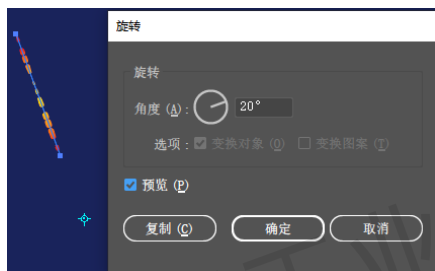 旋转
旋转
角度 (A) : 20°
选项 : 变换对象 (O) 变换图案 (T)
预览 (P)
复制 (C) 确定 取消